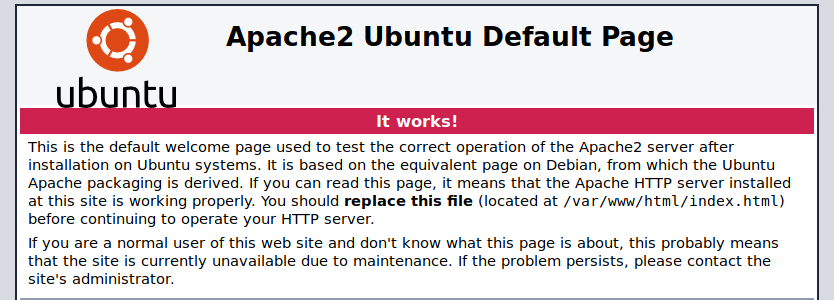 ubuntu
Apache2 Ubuntu Default Page
It works!
This is the default welcome page used to test the correct operation of the Apache2 server after
installation on Ubuntu systems. It is based on the equivalent page on Debian, from which the Ubuntu
Apache packaging is derived. If you can read this page, it means that the Apache HTTP server installed
at this site is working properly. You should replace this file (located at /var/www/html/index.html)
before continuing to operate your HTTP server.
If you are a normal user of this web site and don't know what this page is about, this probably means
that the site is currently unavailable due to maintenance. If the problem persists, please contact the
site's administrator.